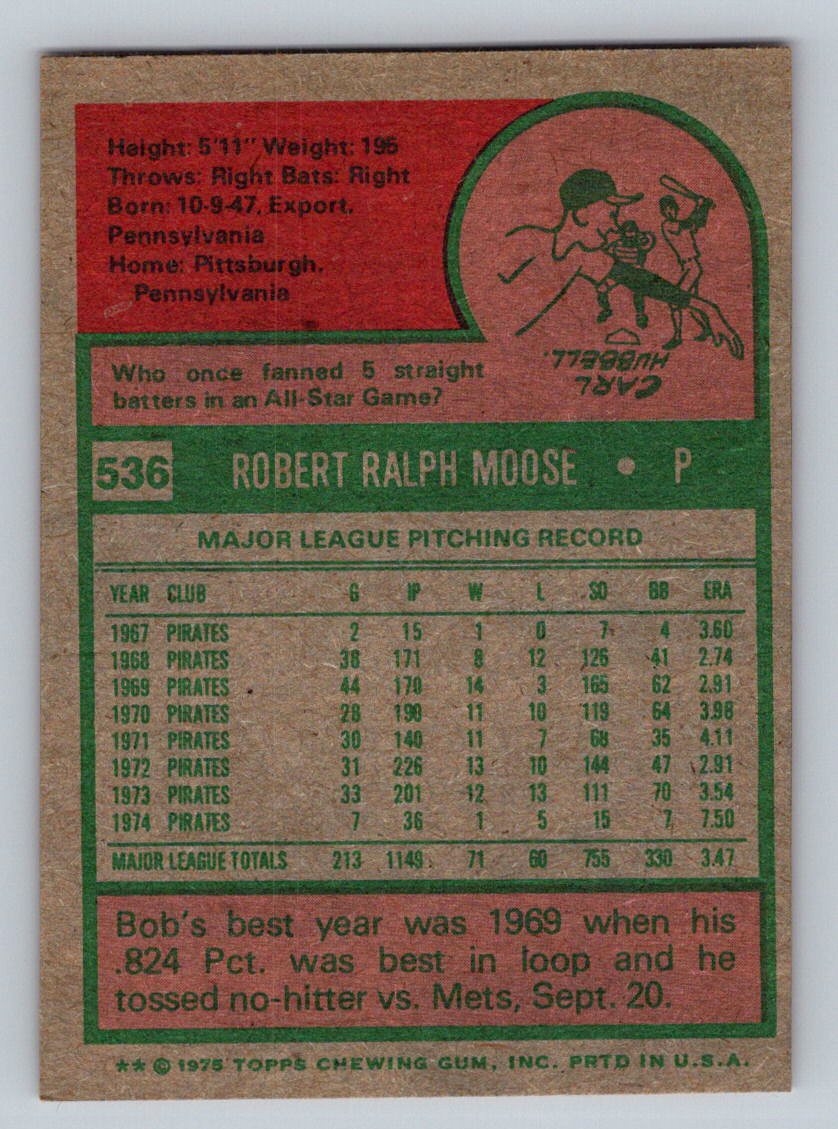 Height: 5'11" Weight: 195
Throws: Right Bats: Right
Born: 10-9-47, Export,
Pennsylvania
Home: Pittsburgh,
Pennsylvania
CARL
HUBBELL.
Who once fanned 5 straight
batters in an All-Star Game?
536 ROBERT RALPH MOOSE • P
MAJOR LEAGUE PITCHING RECORD
YEAR CLUB G IP W L SO BB ERA
1967 PIRATES 2 15 1 0 7 4 3.60
1968 PIRATES 38 171 8 12 126 41 2.74
1969 PIRATES 44 170 14 3 165 62 2.91
1970 PIRATES 28 190 11 10 119 64 3.98
1971 PIRATES 30 140 11 7 68 35 4.11
1972 PIRATES 31 226 13 10 144 47 2.91
1973 PIRATES 33 201 12 13 111 70 3.54
1974 PIRATES 7 36 1 5 15 7 7.50
MAJOR LEAGUE TOTALS 213 1149 71 60 755 330 3.47
Bob's best year was 1969 when his
.824 Pct. was best in loop and he
tossed no-hitter vs. Mets, Sept. 20.
** © 1975 TOPPS CHEWING GUM, INC. PRTD IN U.S.A.